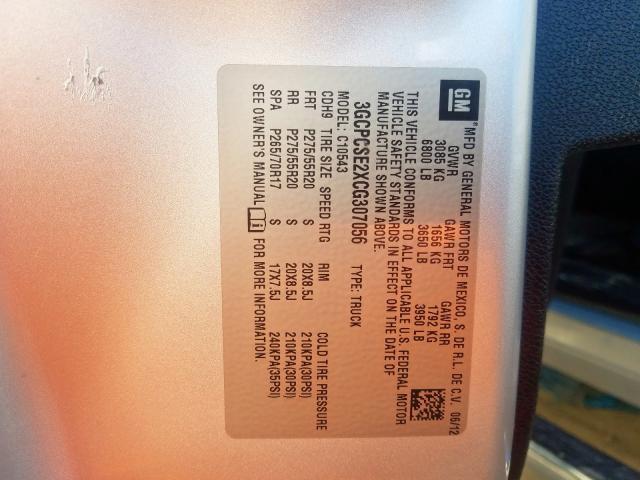 GM ® MFD BY GENERAL MOTORS DE MEXICO, S. DE R.L. DE C.V. 06/12
GVWR GAWR FRT GAWR RR
3085 KG 1656 KG 1792 KG
6800 LB 3650 LB 3950 LB
THIS VEHICLE CONFORMS TO ALL APPLICABLE U.S. FEDERAL MOTOR
VEHICLE SAFETY STANDARDS IN EFFECT ON THE DATE OF
MANUFACTURE SHOWN ABOVE.
3GCPCSE2XCG307056 TYPE: TRUCK
MODEL: C10543
CDH9 TIRE SIZE SPEED RTG RIM COLD TIRE PRESSURE
FRT P275/55R20 S 20X8.5J 210KPA(30PSI)
RR P275/55R20 S 20X8.5J 210KPA(30PSI)
SPA P265/70R17 S 17X7.5J 240KPA(35PSI)
SEE OWNER'S MANUAL FOR MORE INFORMATION.